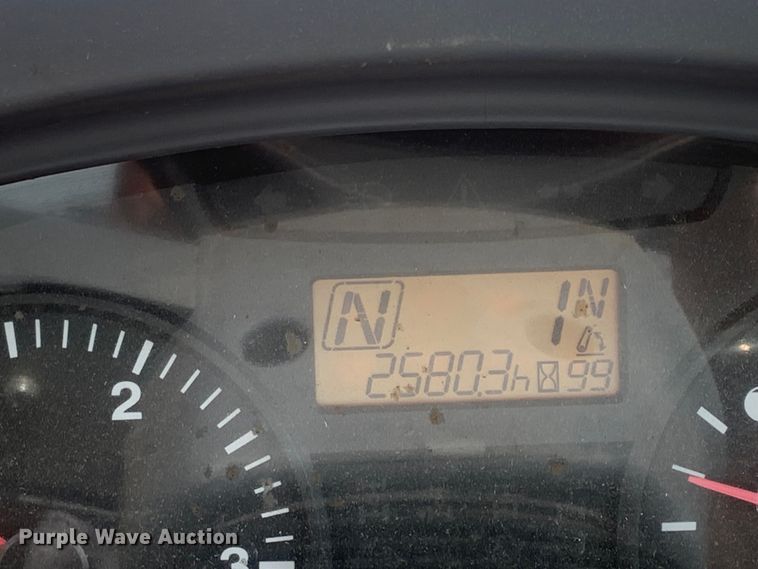 N 1N
2580.3h 99
2
3
Purple Wave Auction